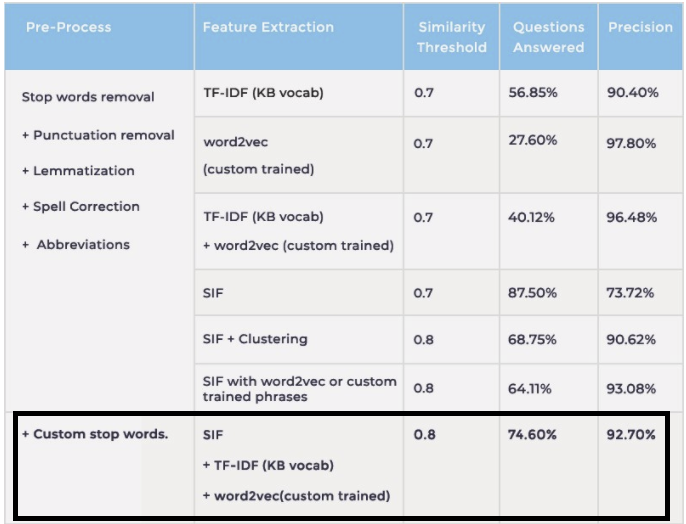 Pre-Process Feature Extraction Similarity Threshold Questions Answered Precision
Stop words removal
+ Punctuation removal
+ Lemmatization
+ Spell Correction
+ Abbreviations
TF-IDF (KB vocab) 0.7 56.85% 90.40%
word2vec 0.7 27.60% 97.80%
(custom trained)
TF-IDF (KB vocab) 0.7 40.12% 96.48%
+ word2vec (custom trained)
SIF 0.7 87.50% 73.72%
SIF + Clustering 0.8 68.75% 90.62%
SIF with word2vec or custom 0.8 64.11% 93.08%
trained phrases
+ Custom stop words. SIF 0.8 74.60% 92.70%
+ TF-IDF (KB vocab)
+ word2vec(custom trained)